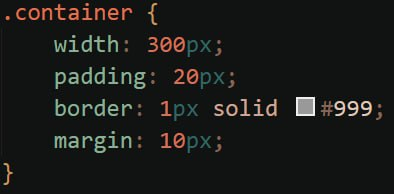 .container {
    width: 300px;
    padding: 20px;
    border: 1px solid #999;
    margin: 10px;
}